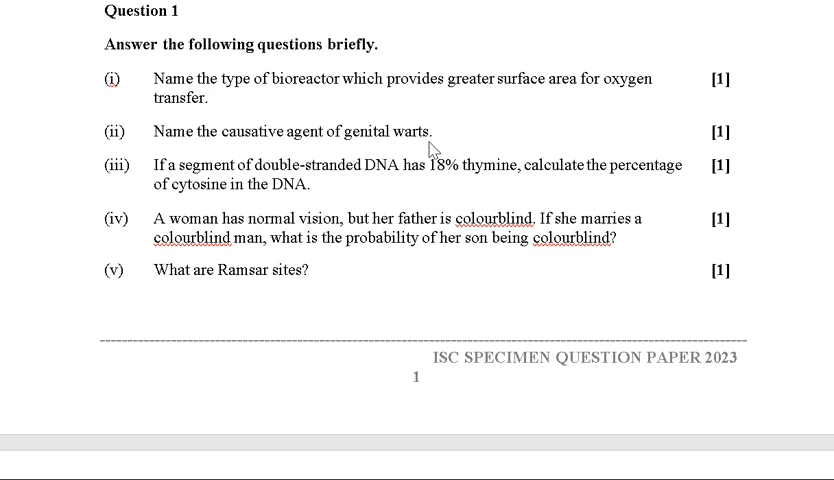 Question 1
Answer the following questions briefly.
(i) Name the type of bioreactor which provides greater surface area for oxygen [1]
transfer.
(ii) Name the causative agent of genital warts. [1]
(iii) If a segment of double-stranded DNA has 18% thymine, calculate the percentage [1]
of cytosine in the DNA.
(iv) A woman has normal vision, but her father is colourblind. If she marries a [1]
colourblind man, what is the probability of her son being colourblind?
(v) What are Ramsar sites? [1]
ISC SPECIMEN QUESTION PAPER 2023
1